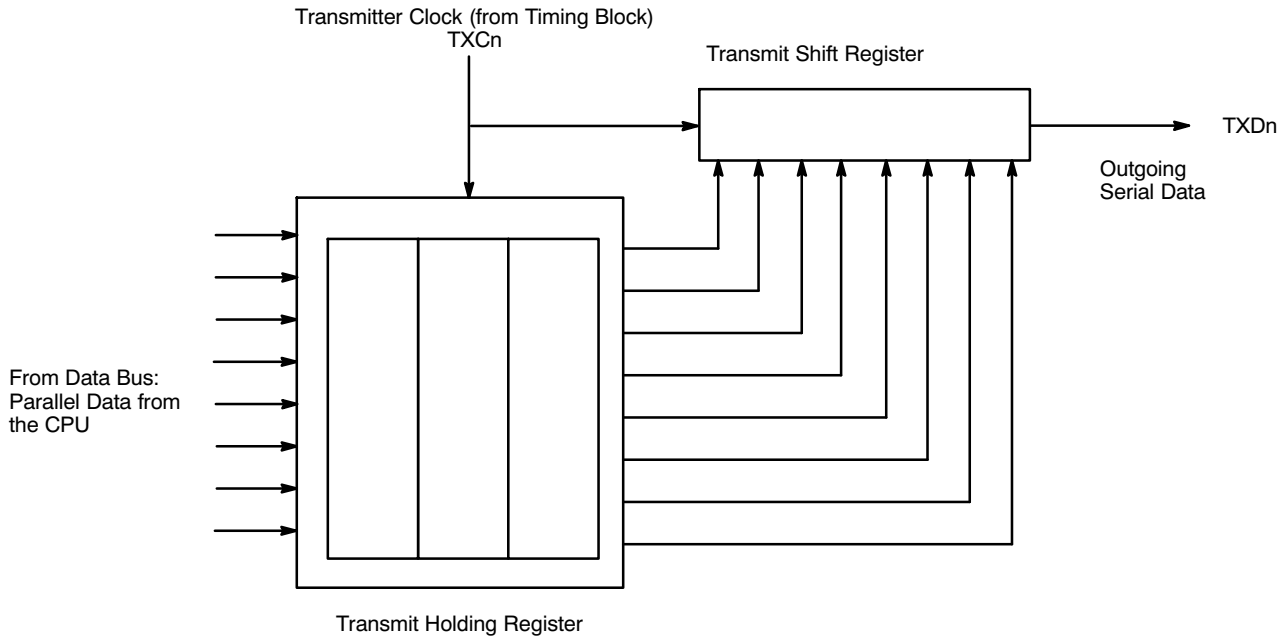 Transmitter Clock (from Timing Block)
TXCn
Transmit Shift Register
TXDn
Outgoing
Serial Data
From Data Bus:
Parallel Data from
the CPU
Transmit Holding Register